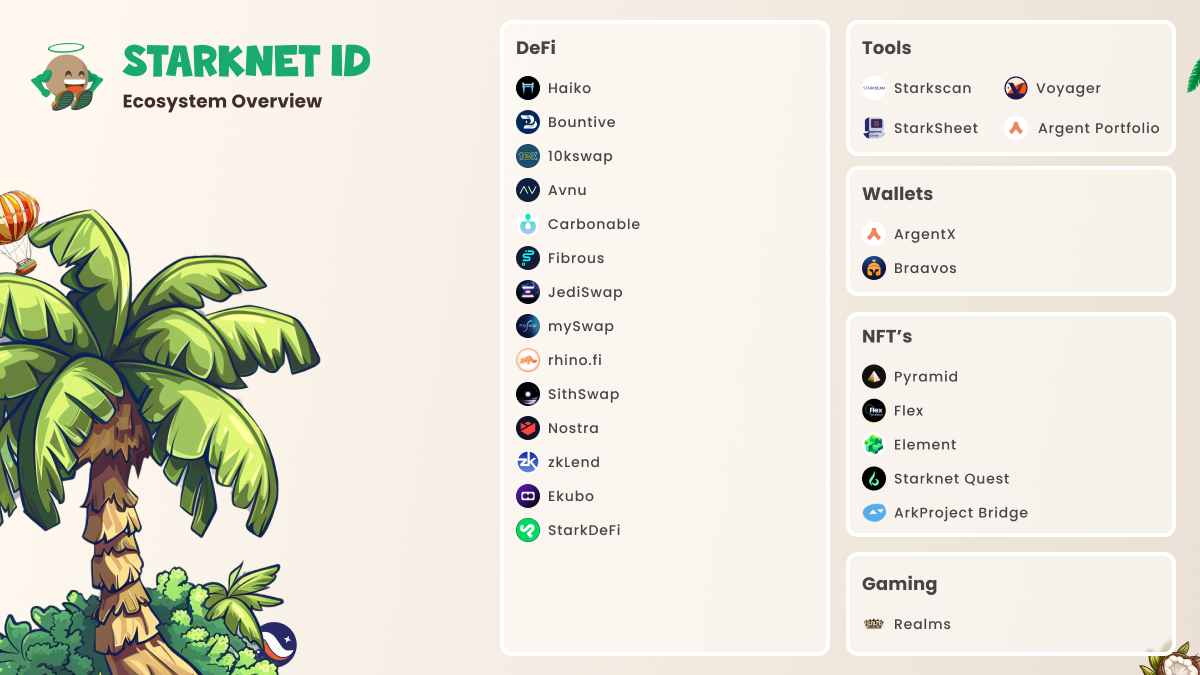 STARKNET ID
Ecosystem Overview
DeFi
Haiko
Bountive
10kswap
Avnu
Carbonable
Fibrous
JediSwap
mySwap
rhino.fi
SithSwap
Nostra
zkLend
Ekubo
StarkDeFi
Tools
Starkscan
Voyager
StarkSheet
Argent Portfolio
Wallets
ArgentX
Braavos
NFT’s
Pyramid
Flex
Element
Starknet Quest
ArkProject Bridge
Gaming
Realms